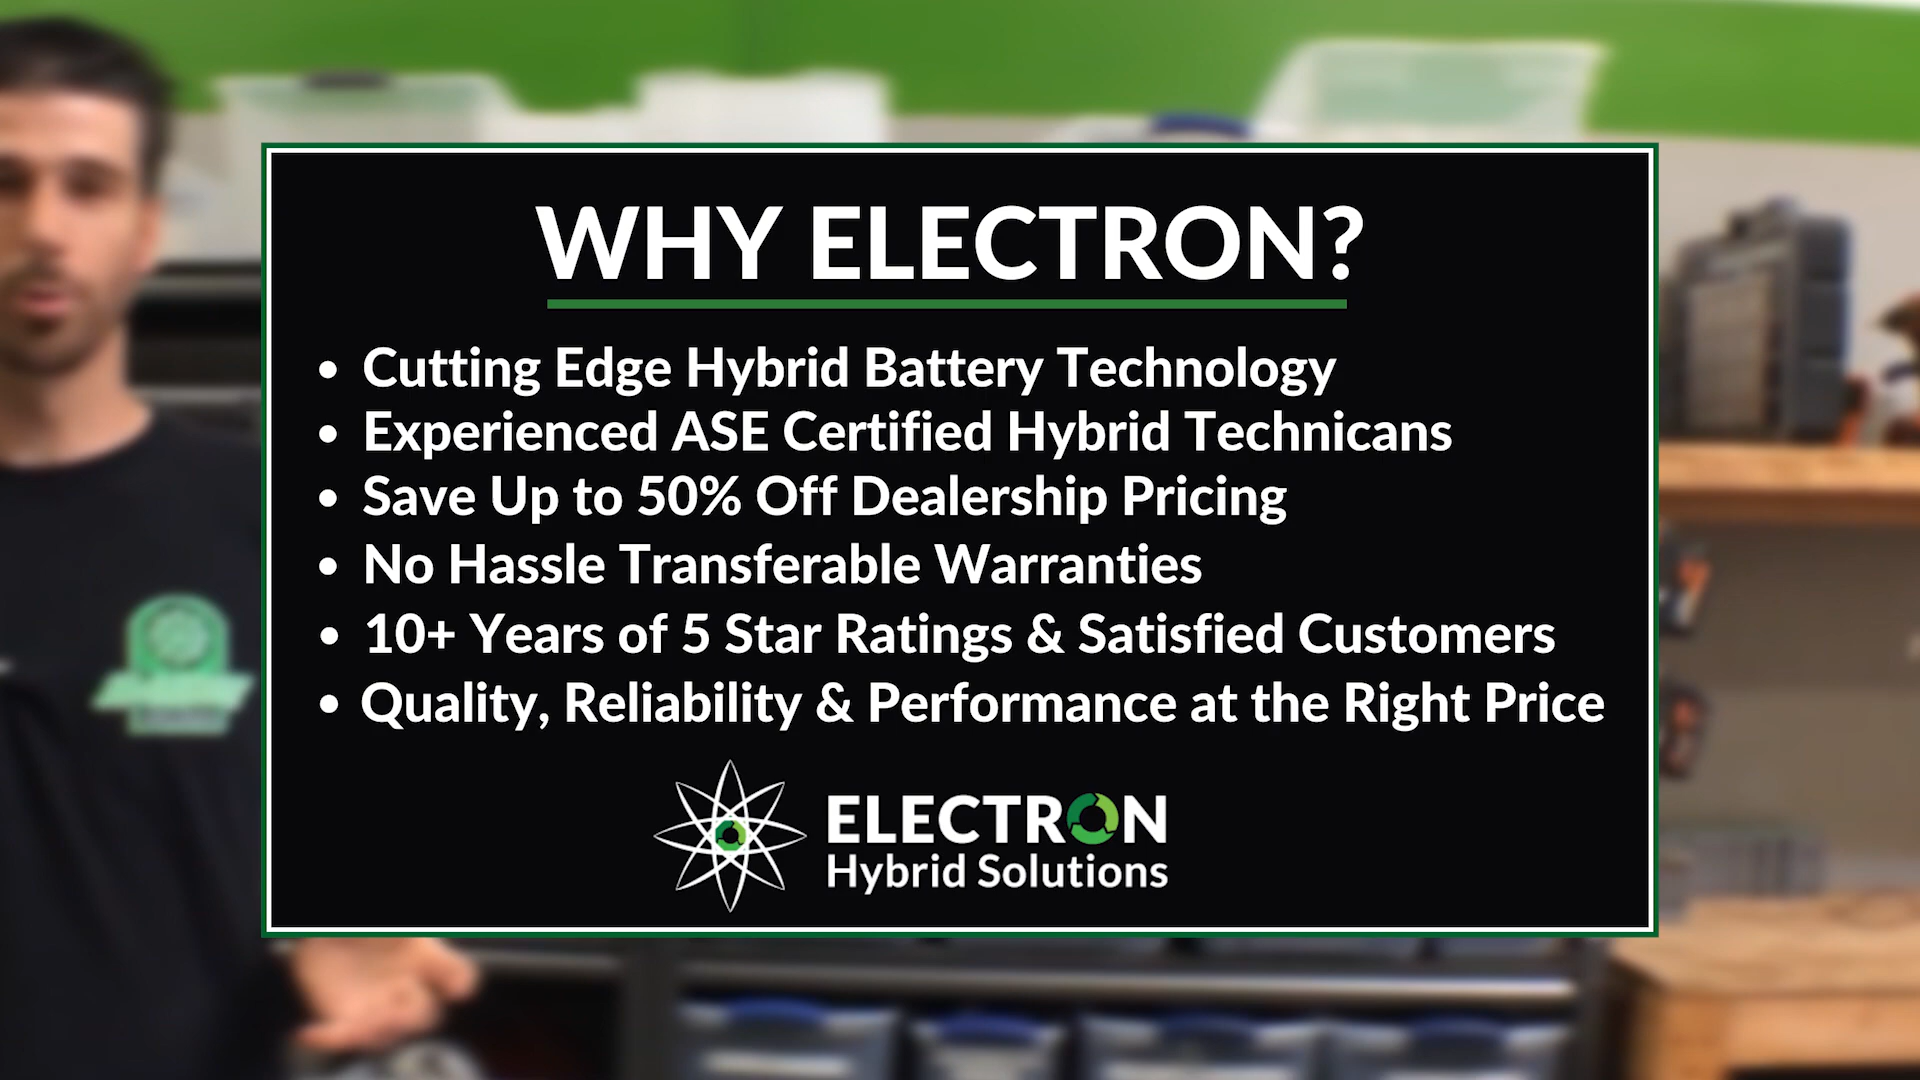 WHY ELECTRON?
• Cutting Edge Hybrid Battery Technology
• Experienced ASE Certified Hybrid Technicans
• Save Up to 50% Off Dealership Pricing
• No Hassle Transferable Warranties
• 10+ Years of 5 Star Ratings & Satisfied Customers
• Quality, Reliability & Performance at the Right Price
ELECTRON
Hybrid Solutions